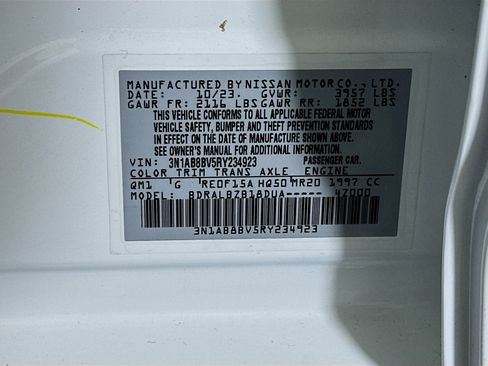 MANUFACTURED BY NISSAN MOTOR CO., LTD.
DATE: 10/23 GVWR: 3957 LBS
GAWR FR: 2116 LBS GAWR RR: 1852 LBS
THIS VEHICLE CONFORMS TO ALL APPLICABLE FEDERAL MOTOR
VEHICLE SAFETY, BUMPER AND THEFT PREVENTION STANDARDS
IN EFFECT ON THE DATE OF MANUFACTURE SHOWN ABOVE.
SEE OWNER'S MANUAL FOR ADDITIONAL INFORMATION.
VIN: 3N1AB8BV5RY234923 PASSENGER CAR.
COLOR TRIM TRANS AXLE ENGINE
QM1 G RE0F15A HQ50 MR20 1997 CC
MODEL: BDRALBZB18DUA----- 47000
3N1AB8BV5RY234923